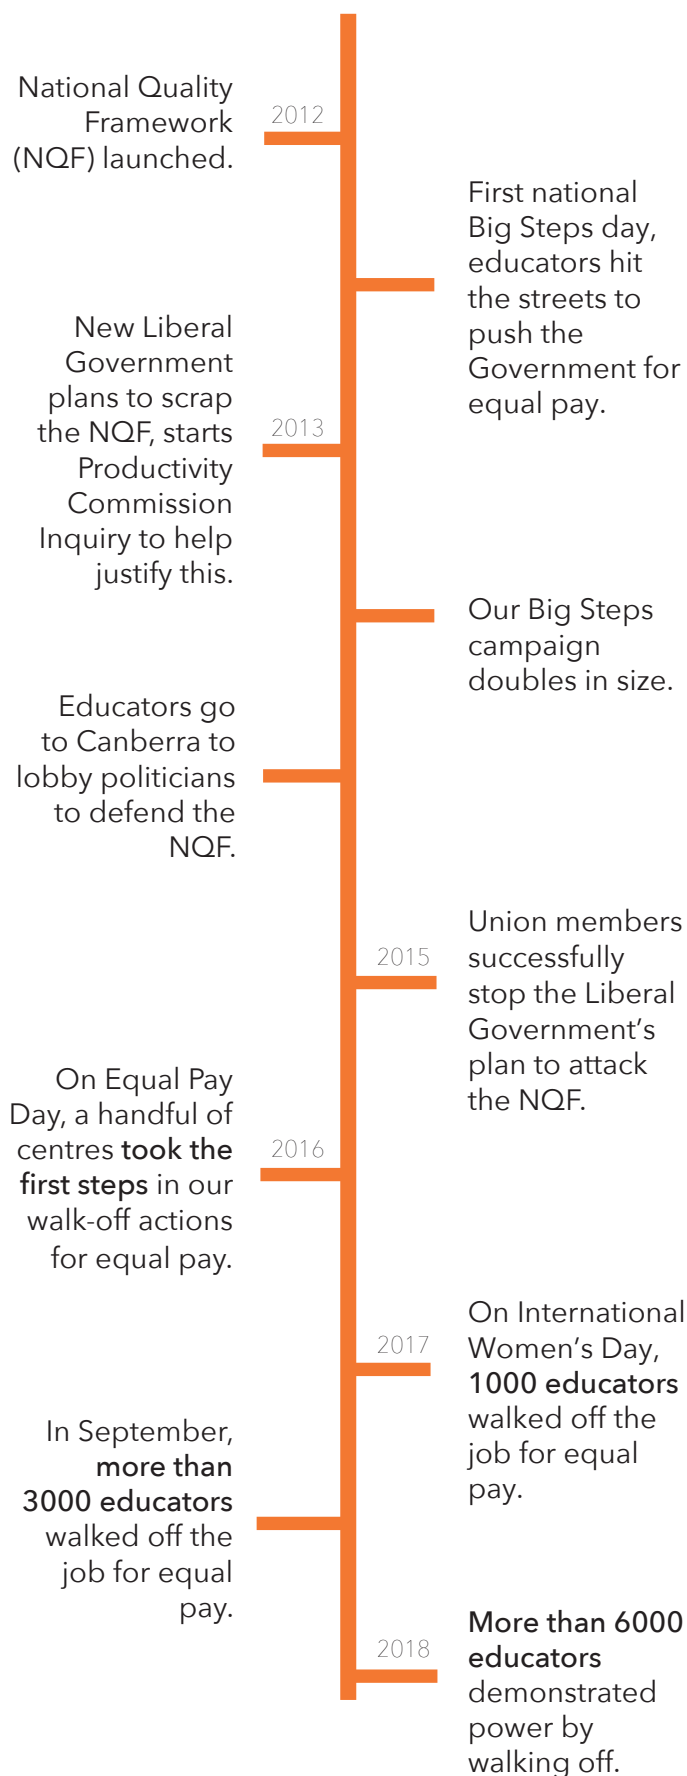 National Quality
Framework
(NQF) launched.
2012
First national
Big Steps day,
educators hit
the streets to
push the
Government for
equal pay.
New Liberal
Government
plans to scrap
the NQF, starts
Productivity
Commission
Inquiry to help
justify this.
2013
Our Big Steps
campaign
doubles in size.
Educators go
to Canberra to
lobby politicians
to defend the
NQF.
2015
Union members
successfully
stop the Liberal
Government’s
plan to attack
the NQF.
On Equal Pay
Day, a handful of
centres took the
first steps in our
walk-off actions
for equal pay.
2016
2017
On International
Women’s Day,
1000 educators
walked off the
job for equal
pay.
In September,
more than
3000 educators
walked off the
job for equal
pay.
2018
More than 6000
educators
demonstrated
power by
walking off.